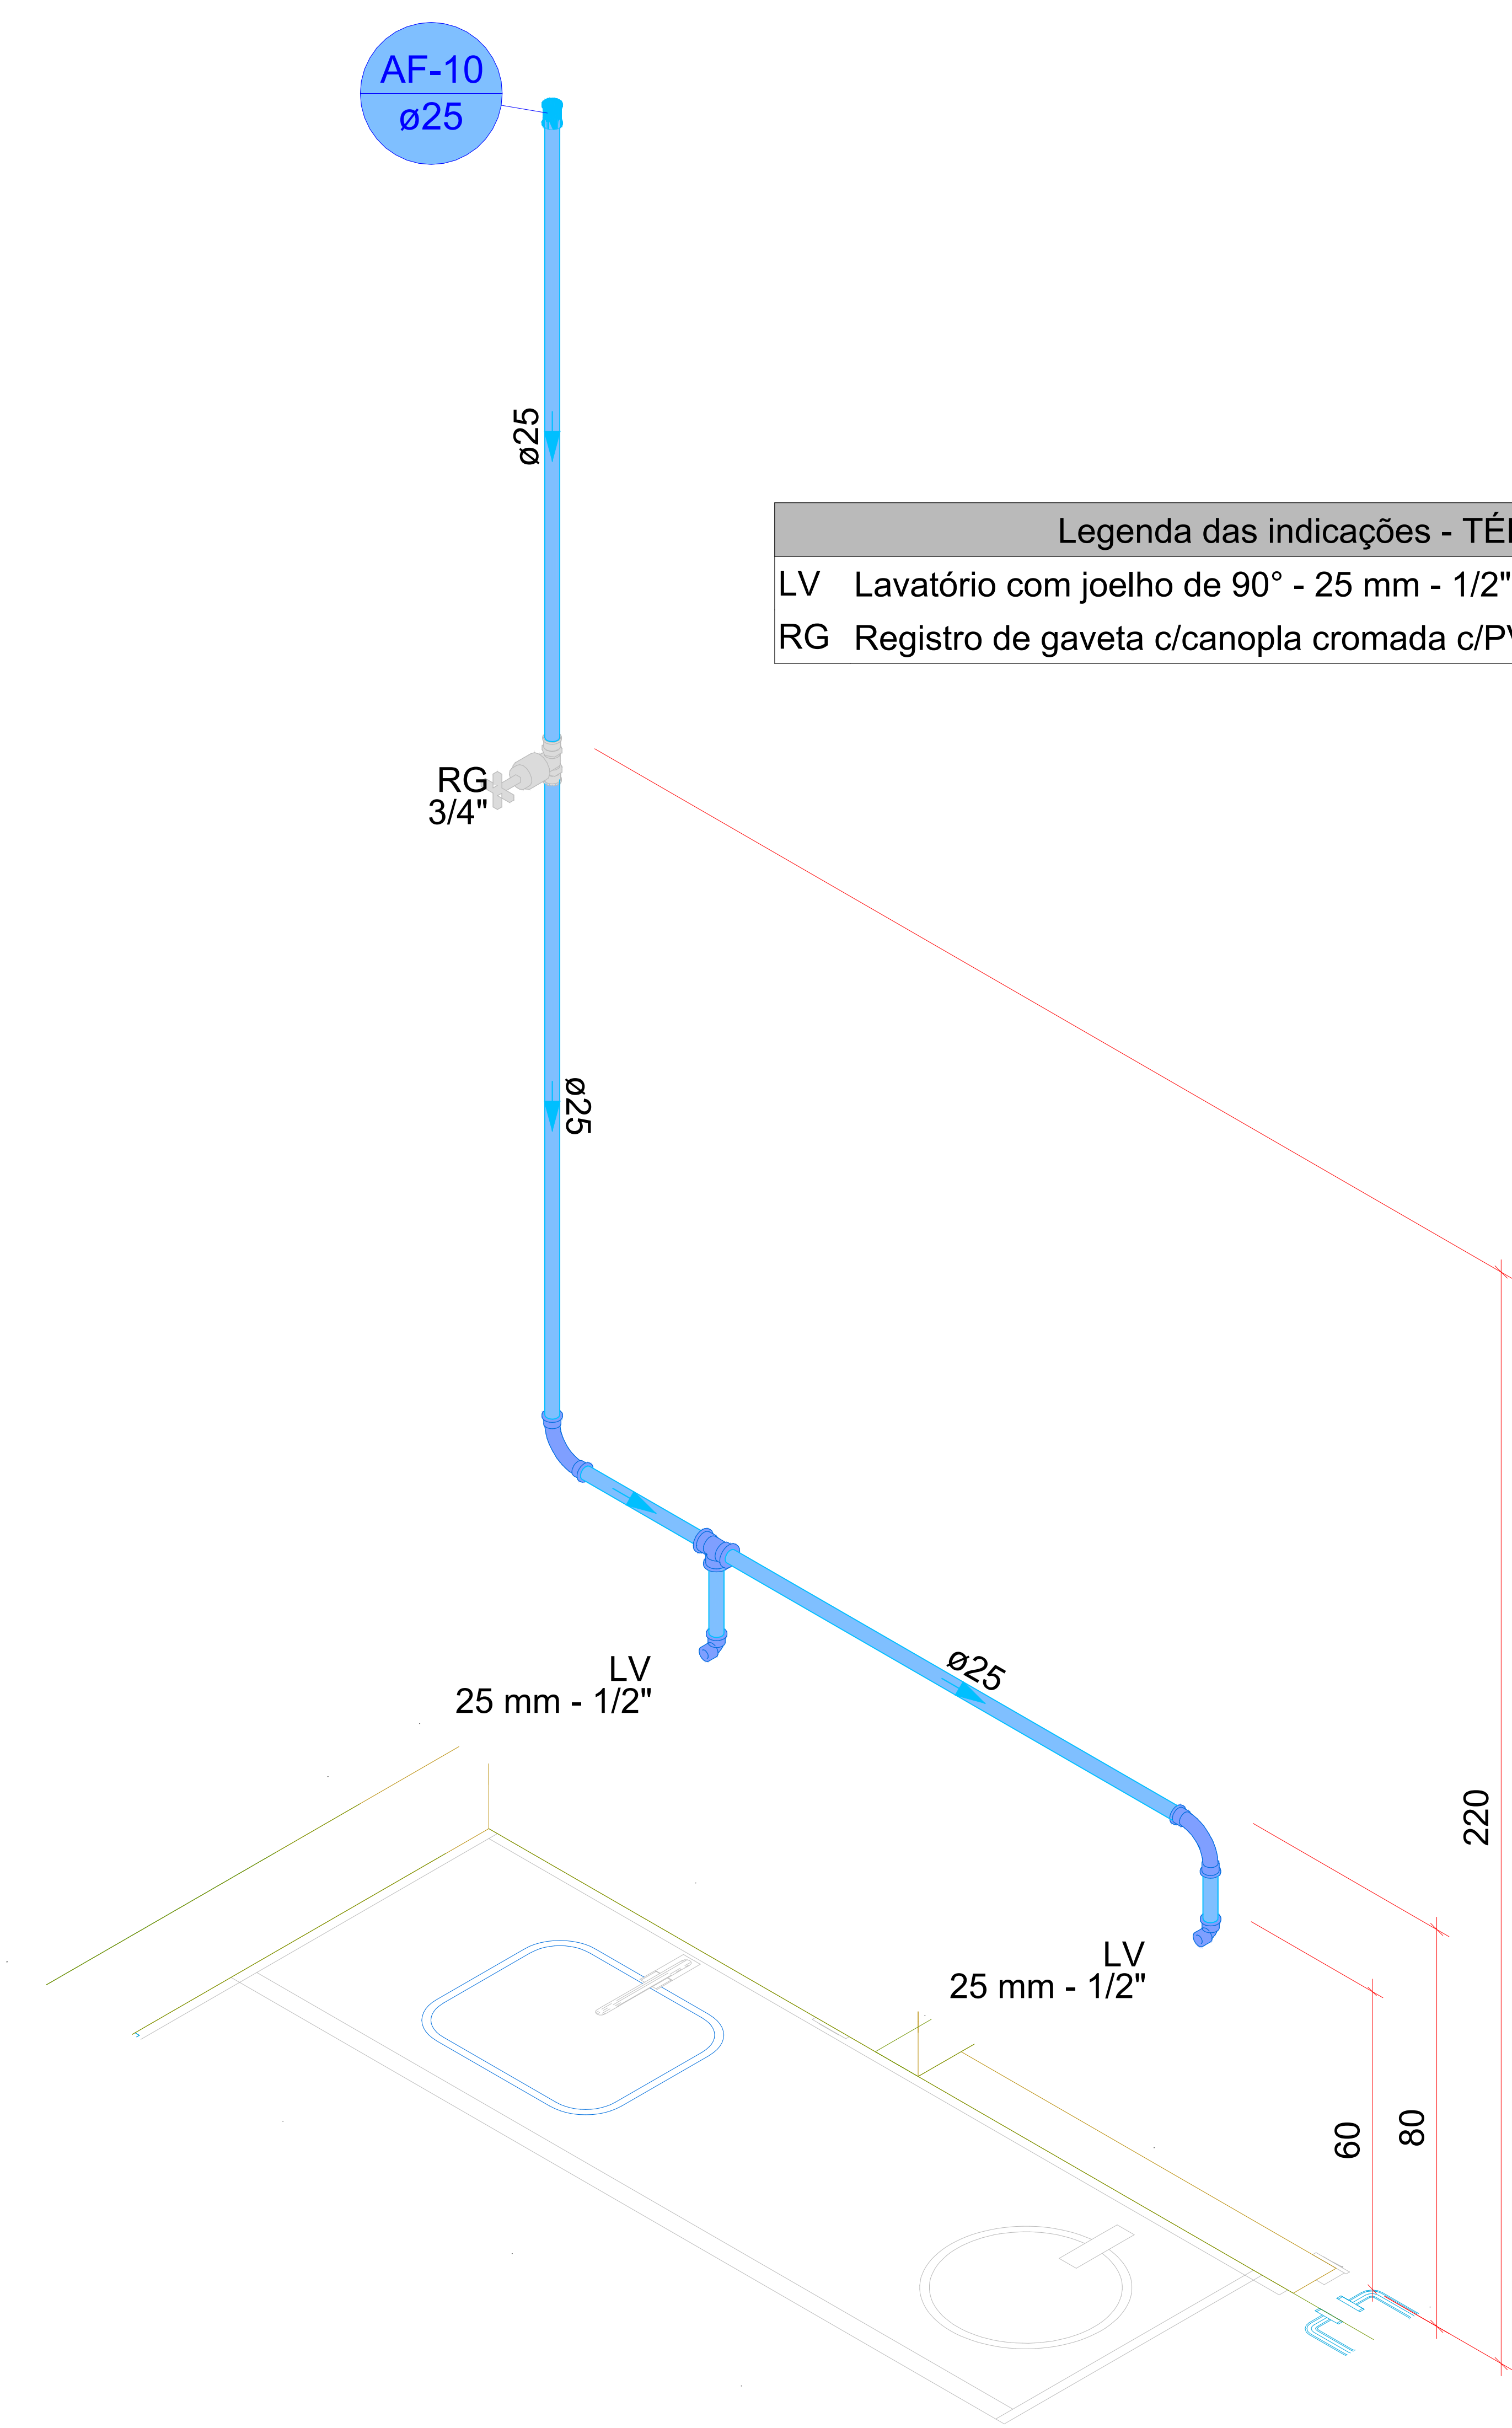 AF-10
ø25
ø25
Legenda das indicações - TÉ
LV Lavatório com joelho de 90° - 25 mm - 1/2"
RG Registro de gaveta c/canopla cromada c/PV
RG
3/4"
ø25
ø25
LV
25 mm - 1/2"
220
LV
25 mm - 1/2"
60
80